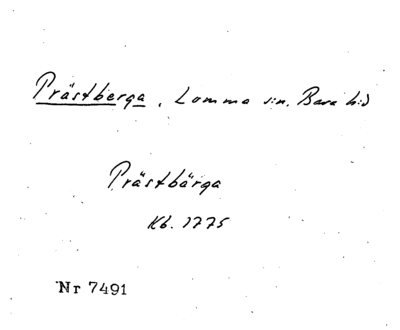 Prästberga, Lomma s:n. Bara h:d
Prästbärga
Kb. 1775
Nr 7491